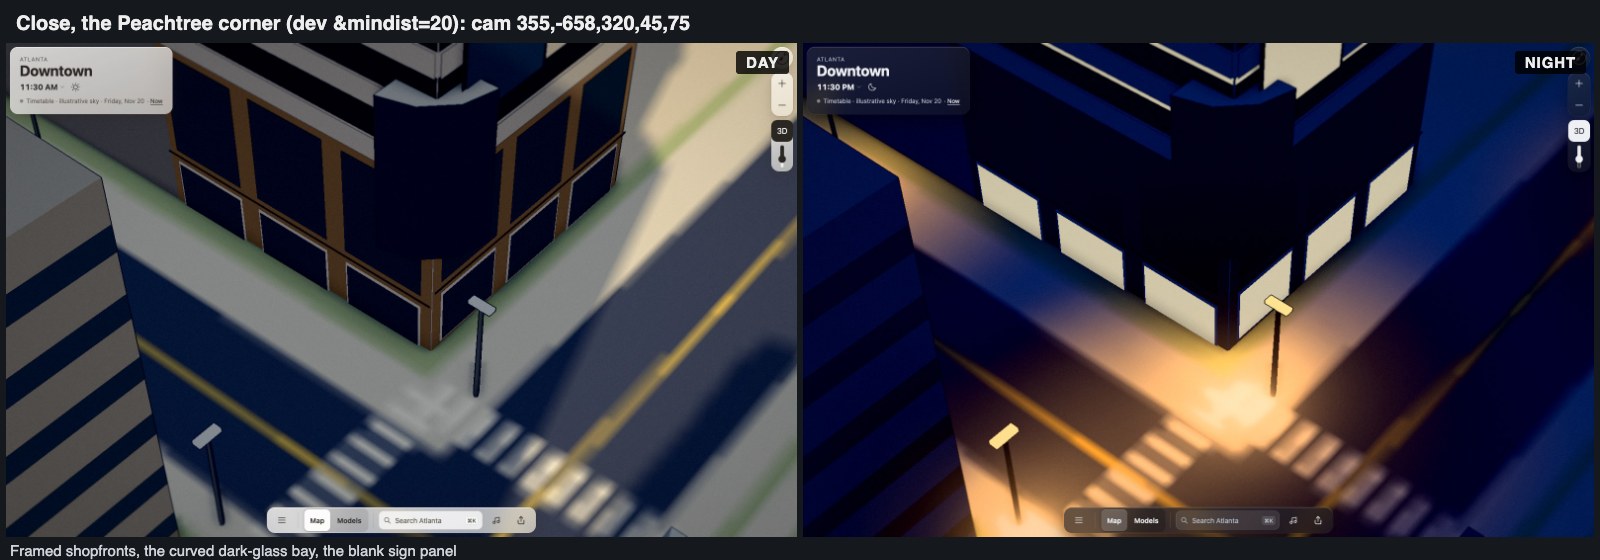 Close, the Peachtree corner (dev &mindist=20): cam 355,-658,320,45,75
ATLANTA
Downtown
11:30 AM
Timetable · Illustrative sky · Friday, Nov 20 · Now
DAY
+
−
3D
Map Models Search Atlanta ⌘K
ATLANTA
Downtown
11:30 PM
Timetable · Illustrative sky · Friday, Nov 20 · Now
NIGHT
+
−
3D
Map Models Search Atlanta ⌘K
Framed shopfronts, the curved dark-glass bay, the blank sign panel